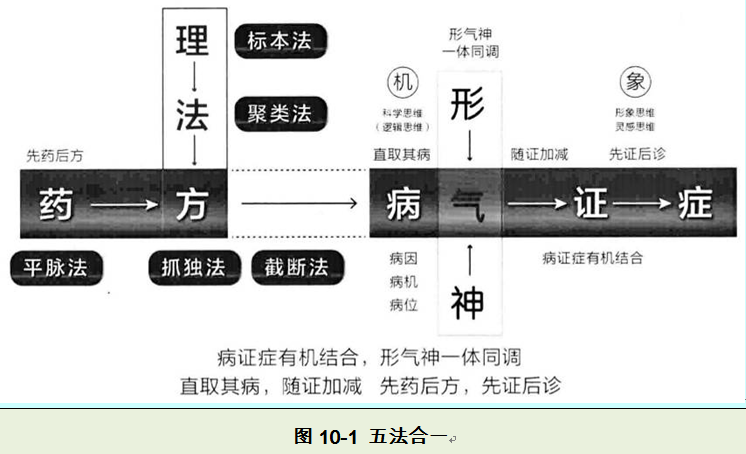 理
法
标本法
聚类法
形气神
一体同调
机
科学思维
（逻辑思维）
形
象
形象思维
灵感思维
先药后方
直取其病
随证加减
先证后诊
药
方
病
气
证
症
平脉法
抓独法
截断法
病因
病机
病位
神
病证症有机结合
病证症有机结合，形气神一体同调
直取其病，随证加减 先药后方，先证后诊
图 10-1 五法合一